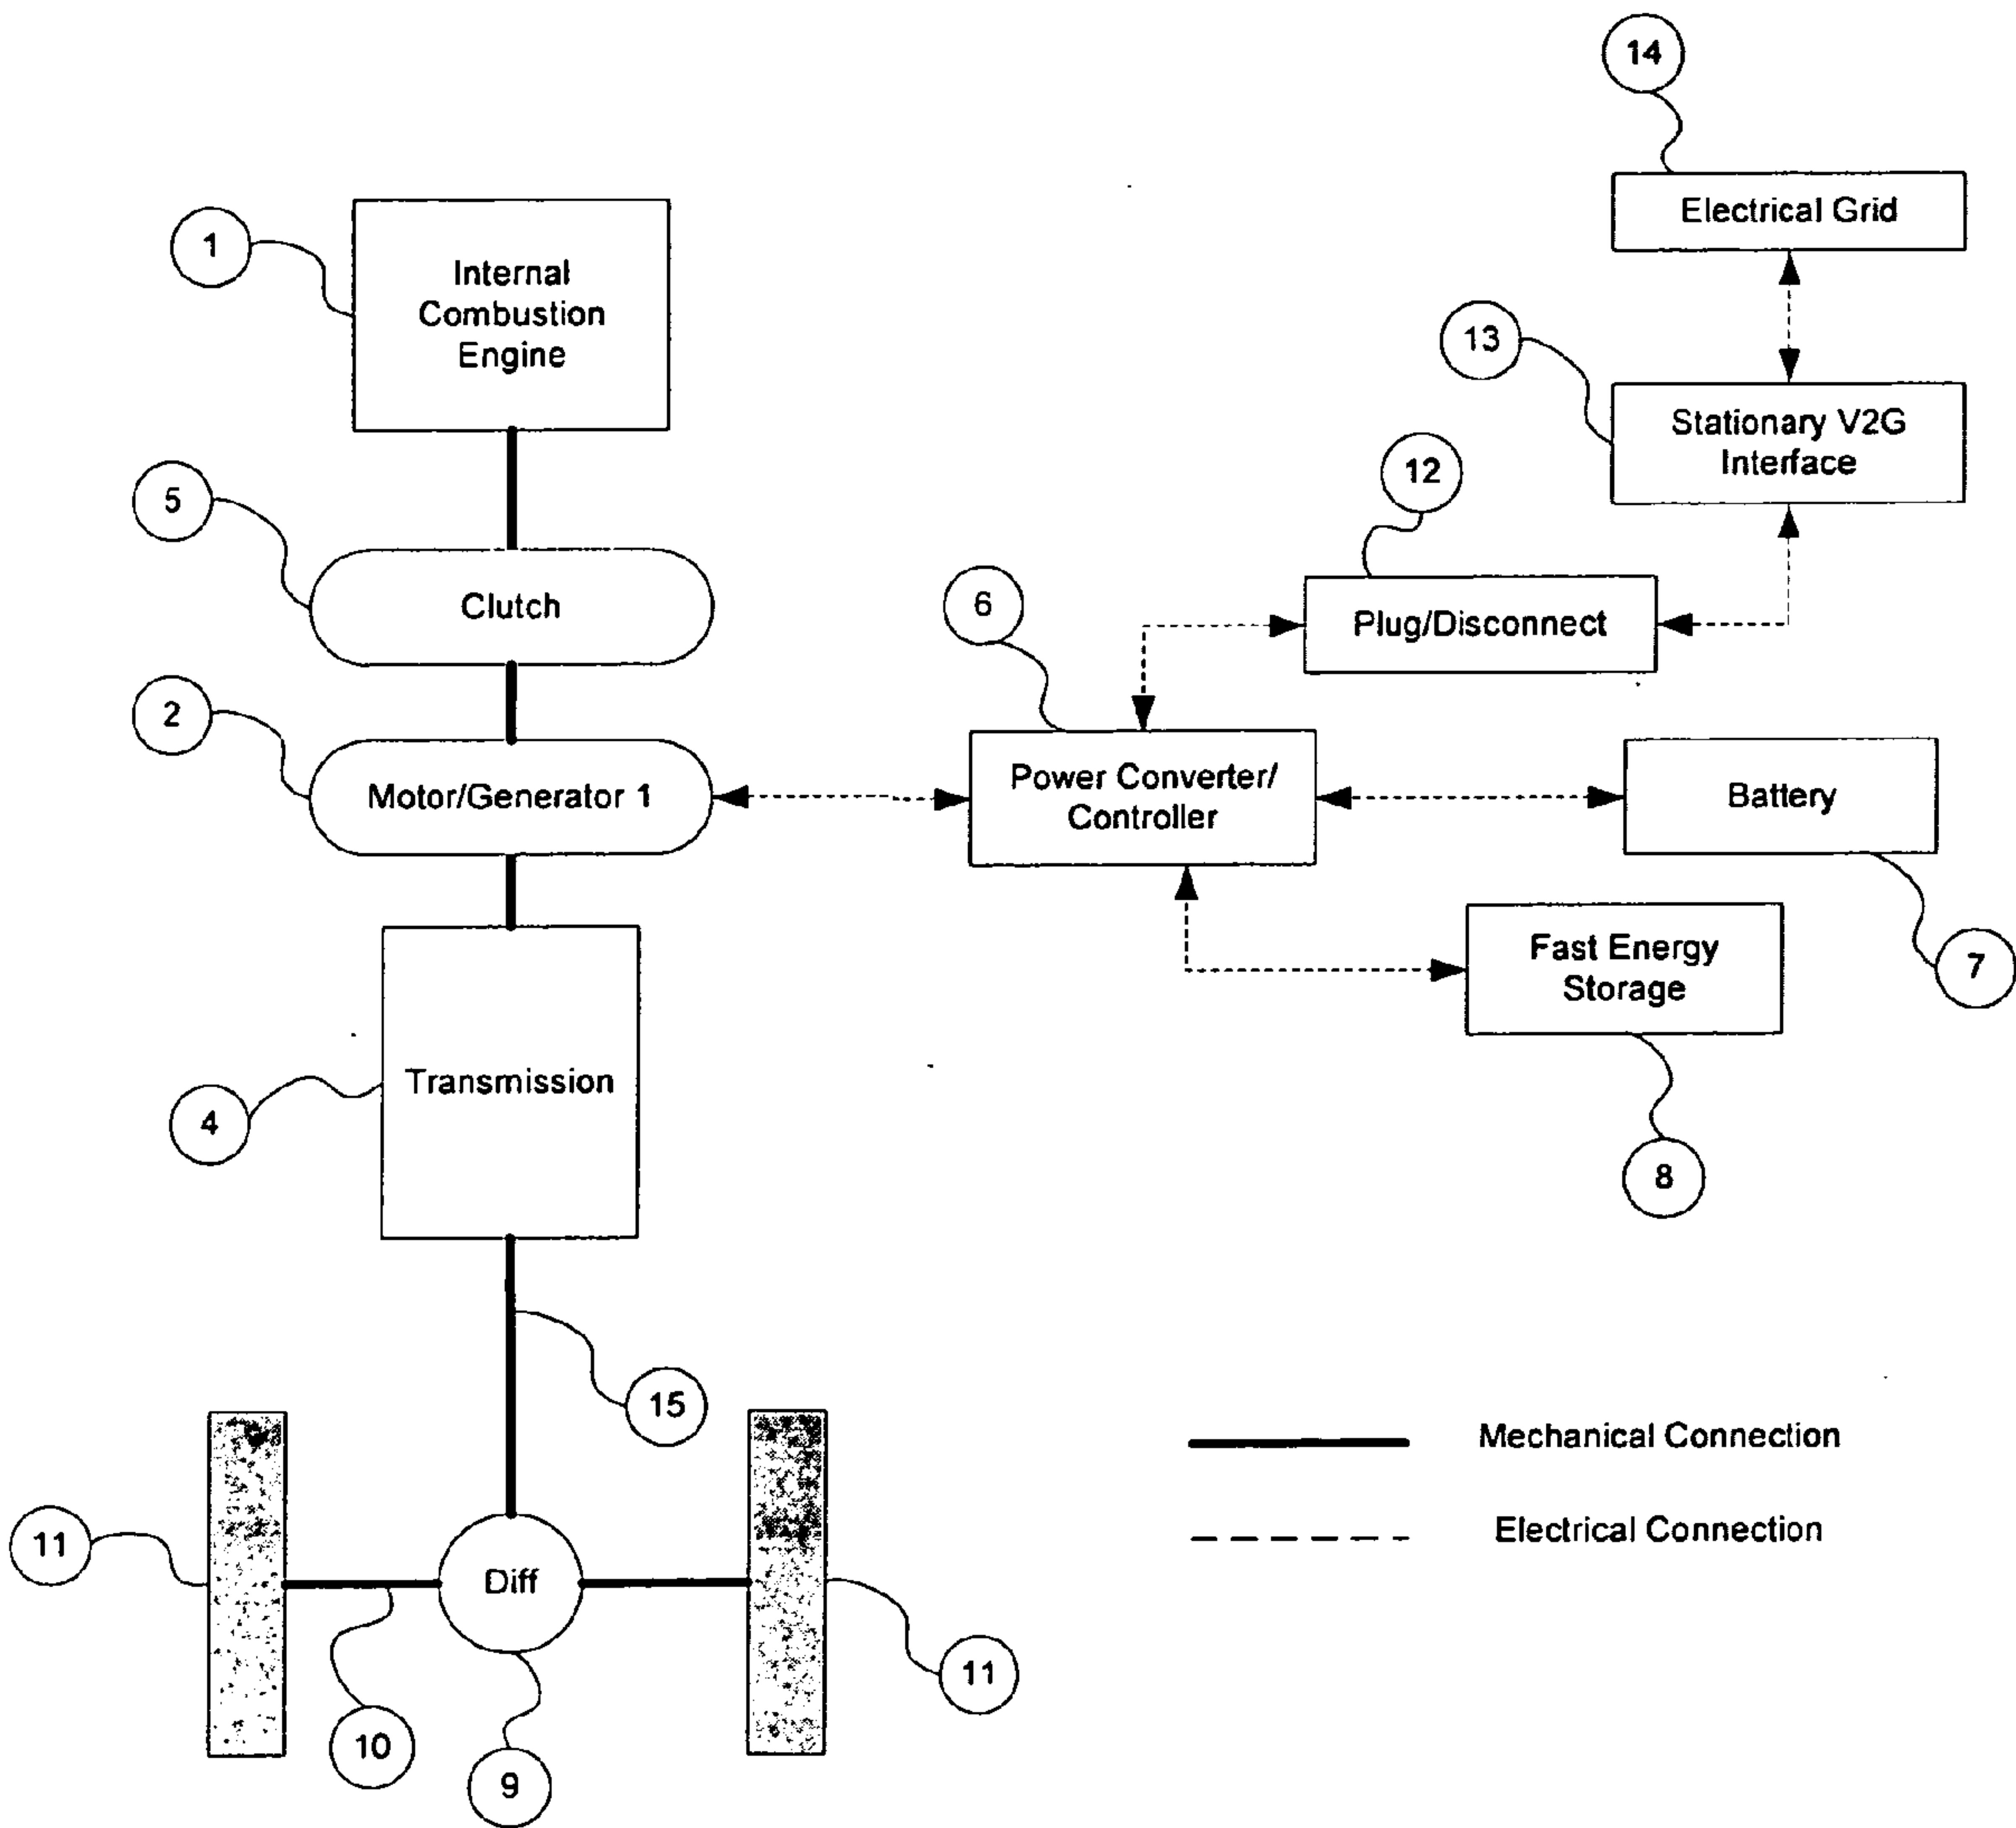 14
Electrical Grid
1
Internal
Combustion
Engine
13
Stationary V2G
Interface
5
12
Clutch
6
Plug/Disconnect
2
Motor/Generator 1
Power Converter/
Controller
Battery
Fast Energy
Storage
7
Transmission
4
8
15
Mechanical Connection
11
Electrical Connection
Diff
11
10
9